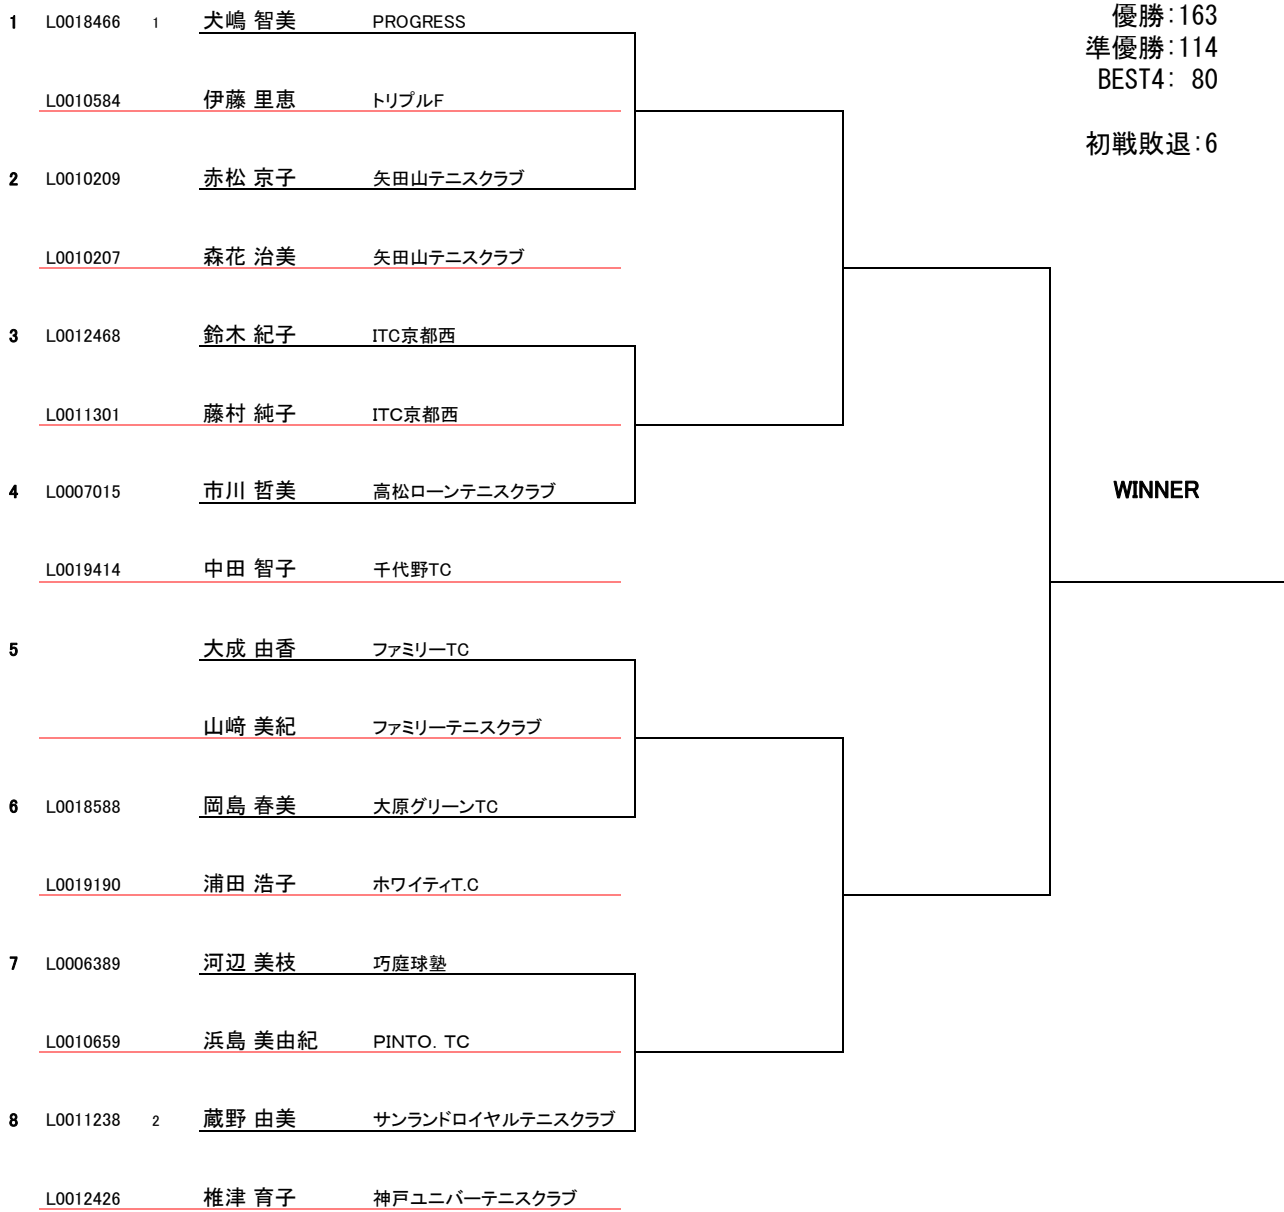 1 L0018466 1 犬嶋 智美 PROGRESS
優勝:163
準優勝:114
BEST4: 80
初戦敗退:6
L0010584 伊藤 里恵 トリプルF
2 L0010209 赤松 京子 矢田山テニスクラブ
L0010207 森花 治美 矢田山テニスクラブ
3 L0012468 鈴木 紀子 ITC京都西
L0011301 藤村 純子 ITC京都西
4 L0007015 市川 哲美 高松ローンテニスクラブ
WINNER
L0019414 中田 智子 千代野TC
5 大成 由香 ファミリーTC
山﨑 美紀 ファミリーテニスクラブ
6 L0018588 岡島 春美 大原グリーンTC
L0019190 浦田 浩子 ホワイティT.C
7 L0006389 河辺 美枝 巧庭球塾
L0010659 浜島 美由紀 PINTO. TC
8 L0011238 2 蔵野 由美 サンランドロイヤルテニスクラブ
L0012426 椎津 育子 神戸ユニバーテニスクラブ